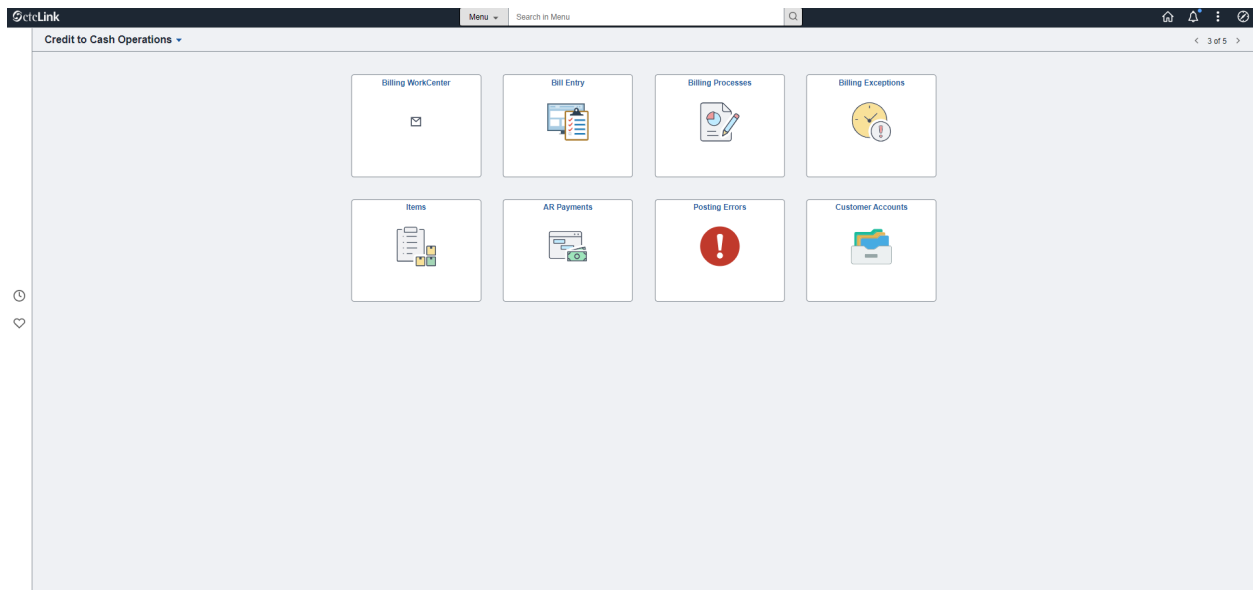 ctcLink
Menu
Search in Menu
Credit to Cash Operations
3 of 5
Billing WorkCenter
Bill Entry
Billing Processes
Billing Exceptions
Items
AR Payments
Posting Errors
Customer Accounts